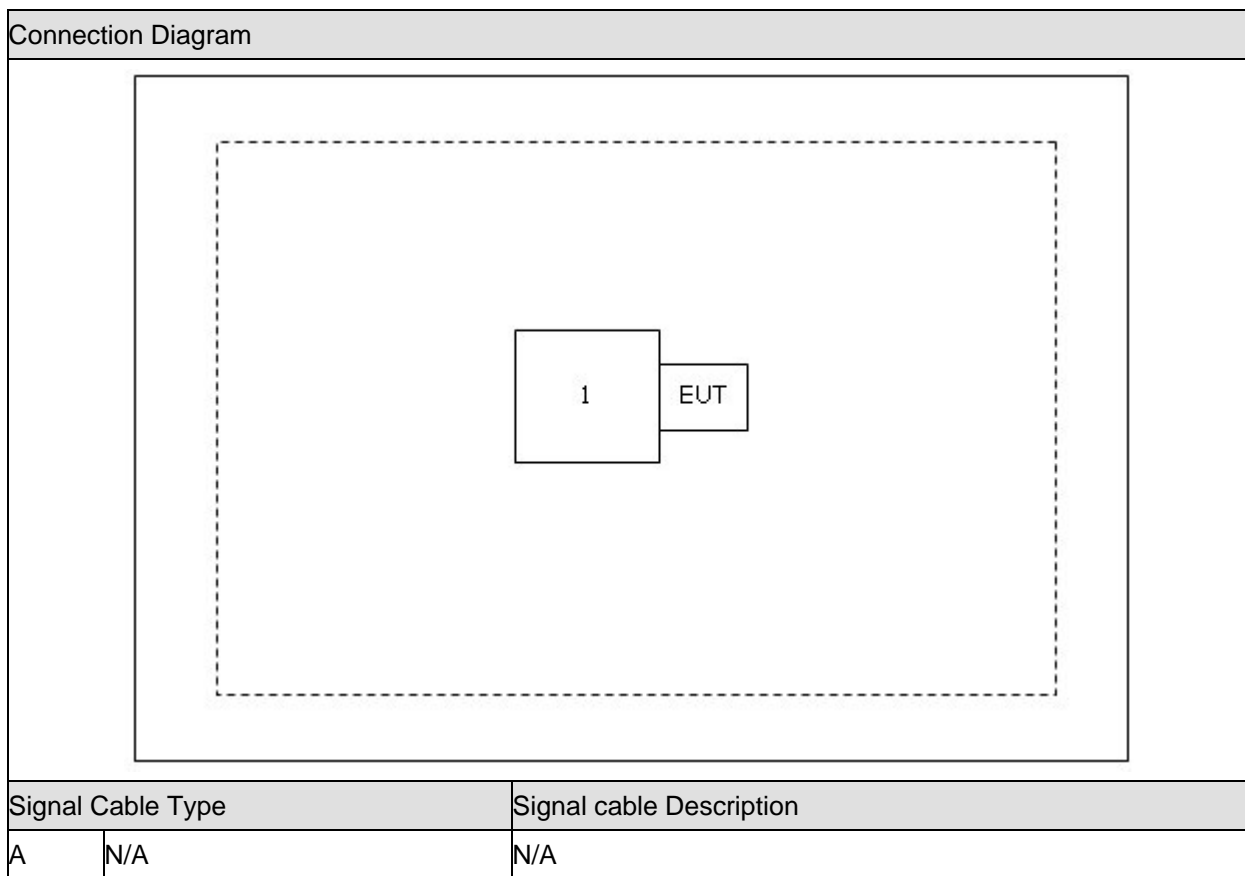 Connection Diagram
1 EUT
Signal Cable Type Signal cable Description
A N/A N/A